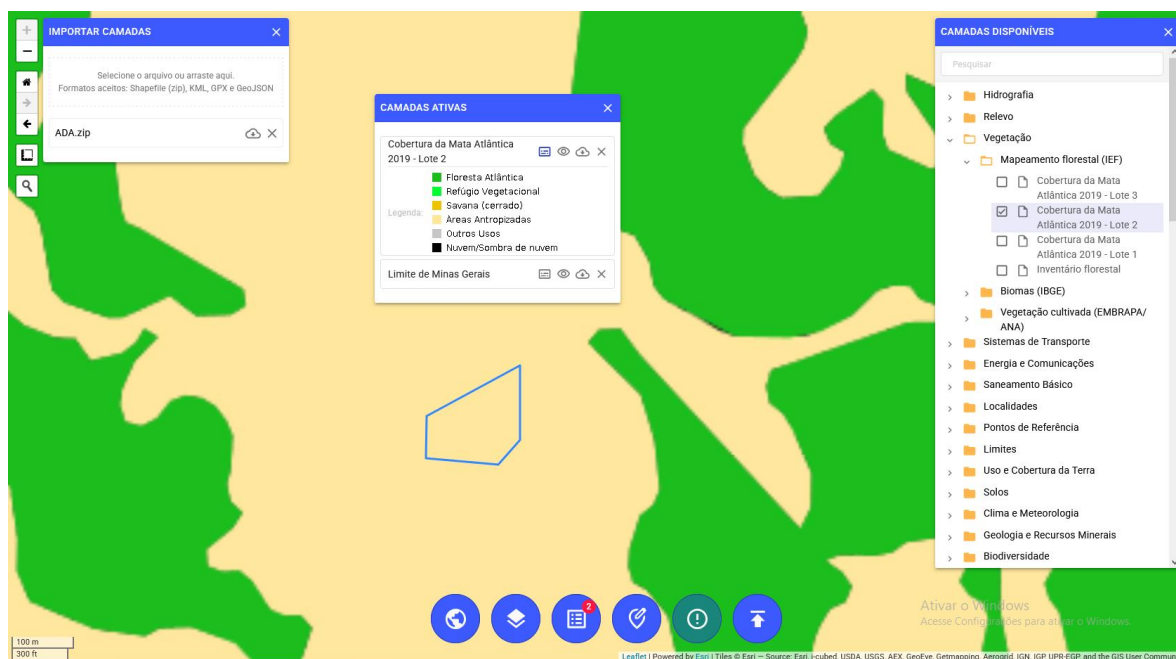 IMPORTAR CAMADAS
Selecione o arquivo ou arraste aqui.
Formatos aceitos: Shapefile (zip), KML, GPX e GeoJSON
ADA.zip
CAMADAS ATIVAS
Cobertura da Mata Atlântica
2019 - Lote 2
Legenda:
Floresta Atlântica
Refúgio Vegetacional
Savana (cerrado)
Áreas Antropizadas
Outros Usos
Nuvem/Sombra de nuvem
Limite de Minas Gerais
CAMADAS DISPONÍVEIS
Pesquisar
Hidrografia
Relevo
Vegetação
Mapeamento florestal (IEF)
Cobertura da Mata
Atlântica 2019 - Lote 3
Cobertura da Mata
Atlântica 2019 - Lote 2
Cobertura da Mata
Atlântica 2019 - Lote 1
Inventário florestal
Biomas (IBGE)
Vegetação cultivada (EMBRAPA/
ANA)
Sistemas de Transporte
Energia e Comunicações
Saneamento Básico
Localidades
Pontos de Referência
Limites
Uso e Cobertura da Terra
Solos
Clima e Meteorologia
Geologia e Recursos Minerais
Biodiversidade
2
Ativar o Windows
Acesse Configurações para ativar o Windows.
100 m
300 ft
Leaflet | Powered by Esri | Tiles © Esri — Source: Esri, i-cubed, USDA, USGS, AEX, GeoEye, Getmapping, Aerogrid, IGN, IGP, UPR-EGP, and the GIS User Commun